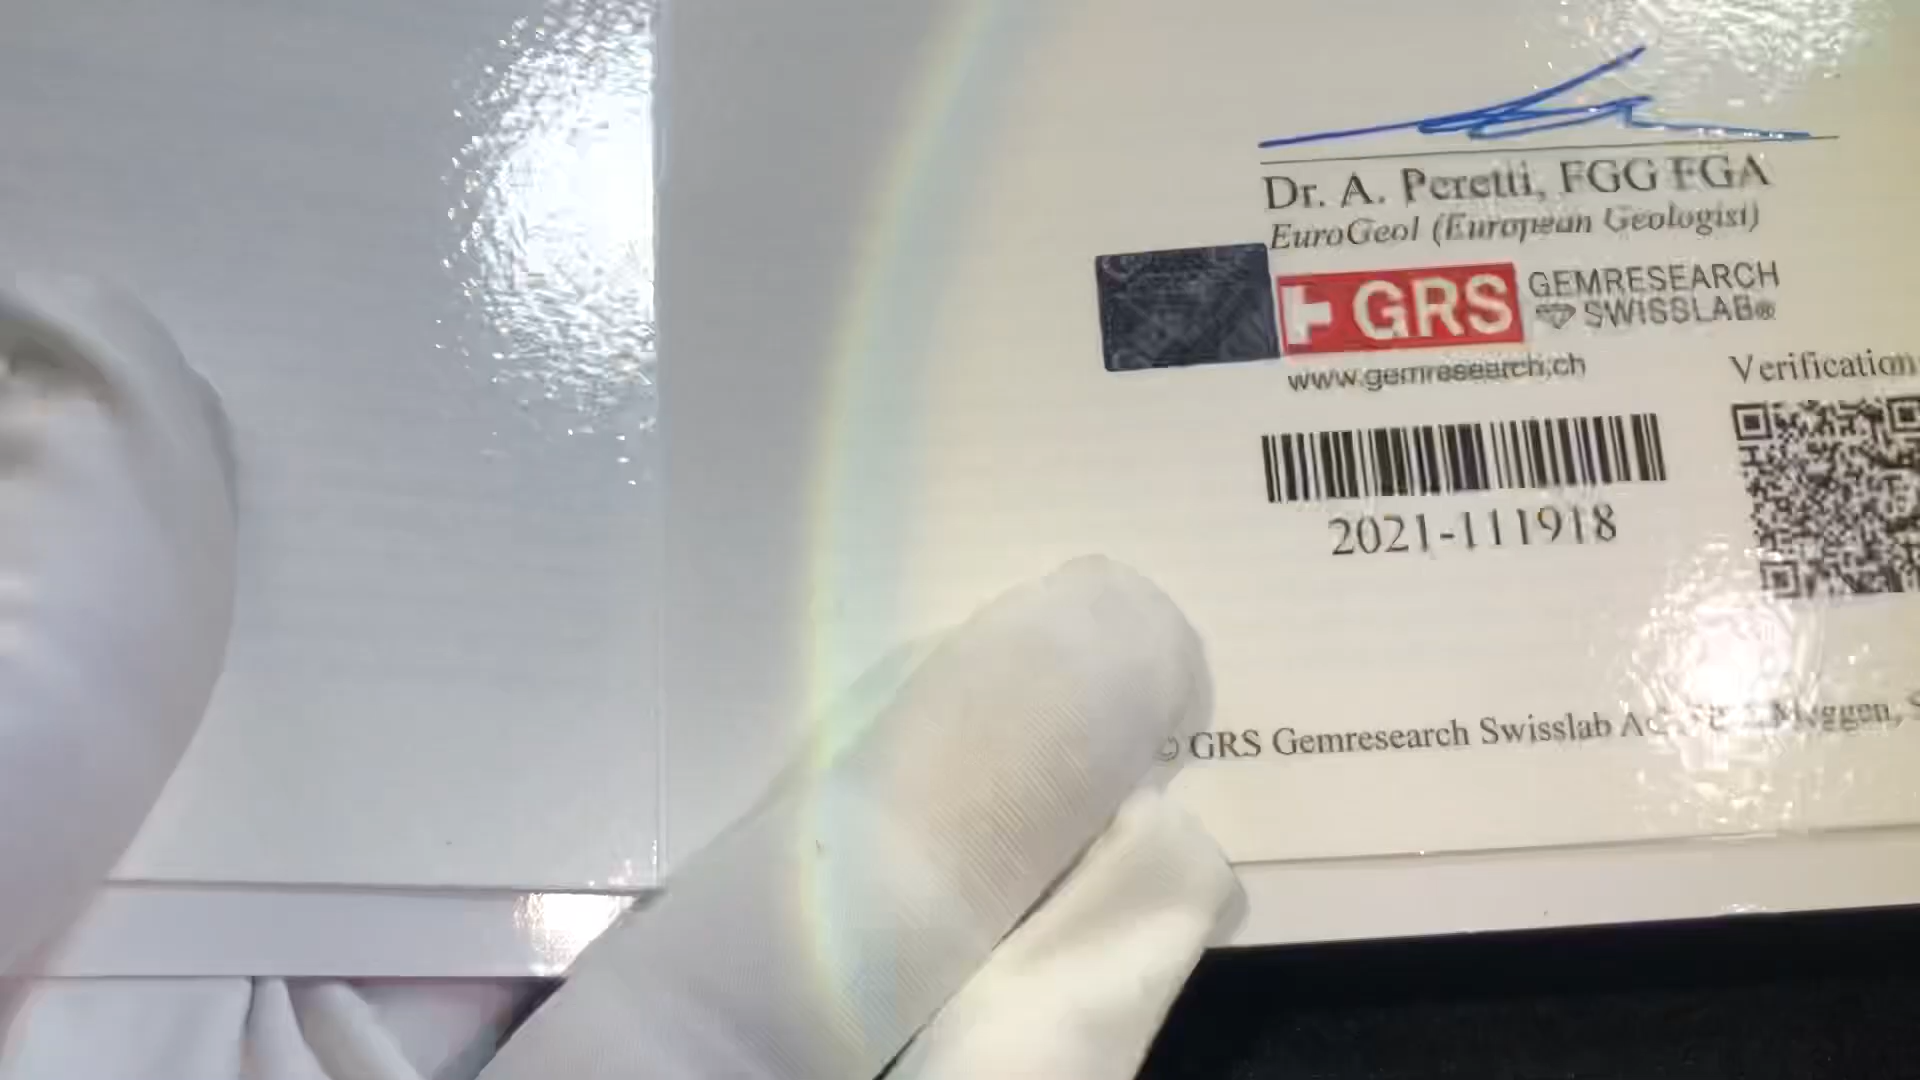 Dr. A. Peretti, FGG FGA
EuroGeol (European Geologist)
GRS GEMRESEARCH
SWISSLAB®
www.gemresearch.ch
Verification
2021-111918
© GRS Gemresearch Swisslab Meggen,